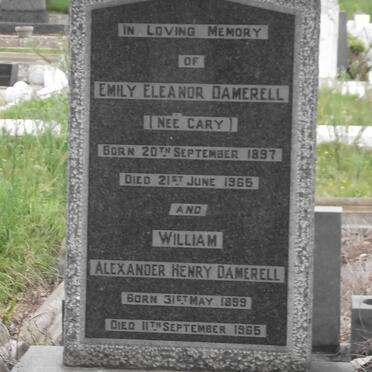 IN LOVING MEMORY
OF
EMILY ELEANOR DAMERELL
(NEE CARY)
BORN 20TH SEPTEMBER 1897
DIED 21ST JUNE 1965
AND
WILLIAM
ALEXANDER HENRY DAMERELL
BORN 31ST MAY 1899
DIED 11TH SEPTEMBER 1965